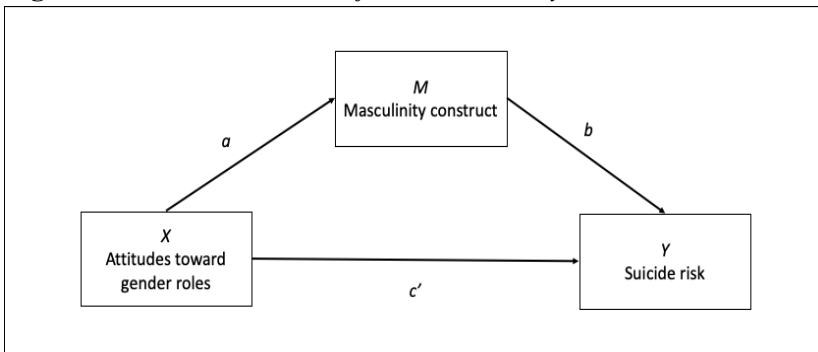 M
Masculinity construct
a
b
X
Attitudes toward
gender roles
Y
Suicide risk
c′